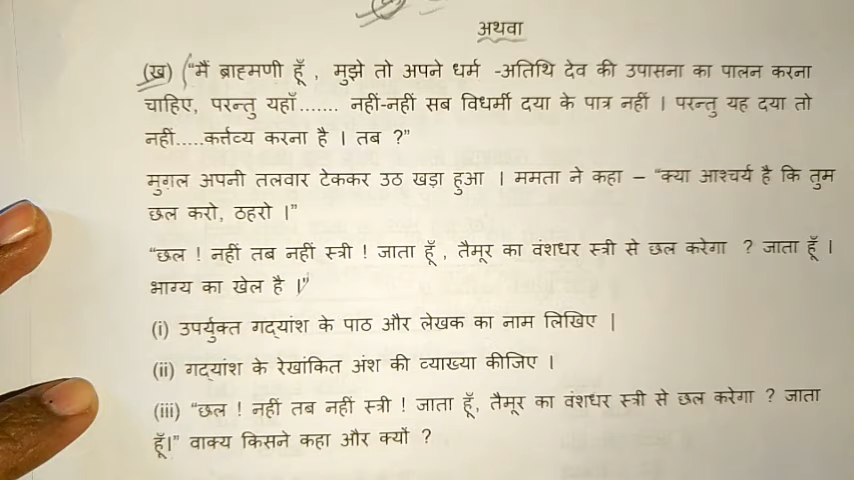 अथवा
(ख) "मैं ब्राह्मणी हूँ , मुझे तो अपने धर्म -अतिथि देव की उपासना का पालन करना
चाहिए, परन्तु यहाँ....... नहीं-नहीं सब विधर्मी दया के पात्र नहीं । परन्तु यह दया तो
नहीं.....कर्त्तव्य करना है । तब ?"
मुगल अपनी तलवार टेककर उठ खड़ा हुआ । ममता ने कहा – "क्या आश्चर्य है कि तुम
छल करो, ठहरो ।"
"छल ! नहीं तब नहीं स्त्री ! जाता हूँ , तैमूर का वंशधर स्त्री से छल करेगा ? जाता हूँ ।
भाग्य का खेल है ।"
(i) उपर्युक्त गद्यांश के पाठ और लेखक का नाम लिखिए |
(ii) गद्यांश के रेखांकित अंश की व्याख्या कीजिए ।
(iii) "छल ! नहीं तब नहीं स्त्री ! जाता हूँ, तैमूर का वंशधर स्त्री से छल करेगा ? जाता
हूँ।" वाक्य किसने कहा और क्यों ?